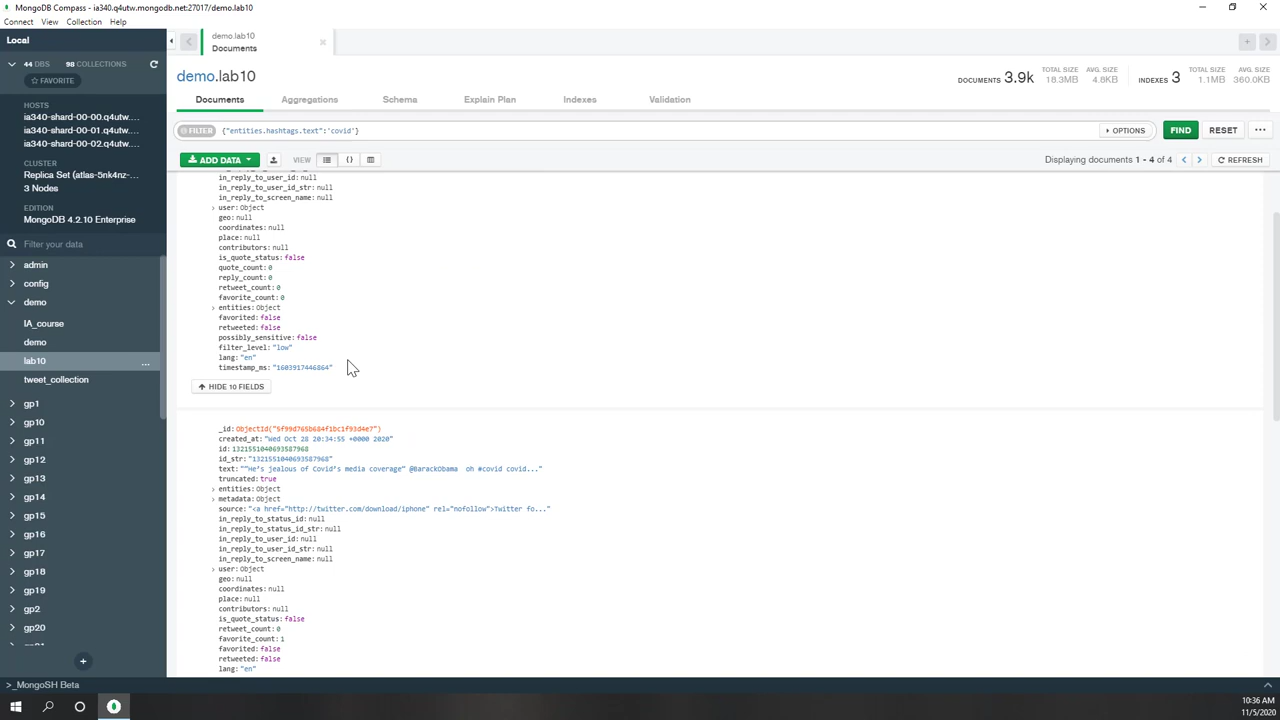 MongoDB Compass - ia340.q4utw.mongodb.net:27017/demo.lab10
Connect View Collection Help
Local
demo.lab10
Documents
44 DBS 98 COLLECTIONS
FAVORITE
HOSTS
ia340-shard-00-00.q4utw....
ia340-shard-00-01.q4utw....
ia340-shard-00-02.q4utw....
CLUSTER
Replica Set (atlas-5nk4nz-...
3 Nodes
EDITION
MongoDB 4.2.10 Enterprise
Filter your data
admin
config
demo
IA_course
demo
lab10
...
tweet_collection
gp1
gp10
gp11
gp12
gp13
gp14
gp15
gp16
gp17
gp18
gp19
gp2
gp20
demo.lab10
DOCUMENTS 3.9k TOTAL SIZE 18.3MB AVG. SIZE 4.8KB INDEXES 3 TOTAL SIZE 1.1MB AVG. SIZE 360.0KB
Documents Aggregations Schema Explain Plan Indexes Validation
FILTER {"entities.hashtags.text":'covid'} OPTIONS FIND RESET ...
ADD DATA VIEW {} Displaying documents 1 - 4 of 4 REFRESH
in_reply_to_user_id: null
in_reply_to_user_id_str: null
in_reply_to_screen_name: null
user: Object
geo: null
coordinates: null
place: null
contributors: null
is_quote_status: false
quote_count: 0
reply_count: 0
retweet_count: 0
favorite_count: 0
entities: Object
favorited: false
retweeted: false
possibly_sensitive: false
filter_level: "low"
lang: "en"
timestamp_ms: "1603917446864"
HIDE 10 FIELDS
_id: ObjectId("5f99d765b684f1bc1f93d4e7")
created_at: "Wed Oct 28 20:34:55 +0000 2020"
id: 1321551040693587968
id_str: "1321551040693587968"
text: ""He's jealous of Covid's media coverage" @BarackObama oh #covid covid..."
truncated: true
entities: Object
metadata: Object
source: "<a href="http://twitter.com/download/iphone" rel="nofollow">Twitter fo..."
in_reply_to_status_id: null
in_reply_to_status_id_str: null
in_reply_to_user_id: null
in_reply_to_user_id_str: null
in_reply_to_screen_name: null
user: Object
geo: null
coordinates: null
place: null
contributors: null
is_quote_status: false
retweet_count: 0
favorite_count: 1
favorited: false
retweeted: false
lang: "en"
>_MongoSH Beta
10:36 AM
11/5/2020